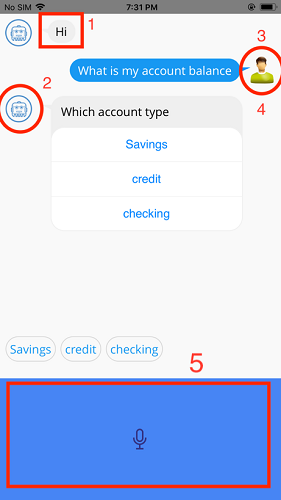 No SIM 7:31 PM
Hi 1
3
What is my account balance
2
4
Which account type
Savings
credit
checking
Savings credit checking
5